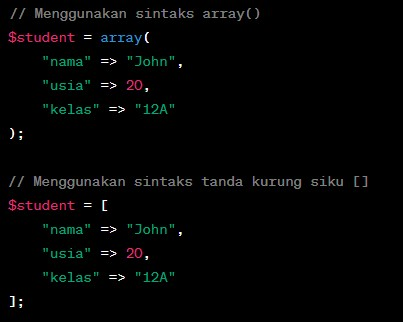 // Menggunakan sintaks array()
$student = array(
    "nama" => "John",
    "usia" => 20,
    "kelas" => "12A"
);
// Menggunakan sintaks tanda kurung siku []
$student = [
    "nama" => "John",
    "usia" => 20,
    "kelas" => "12A"
];